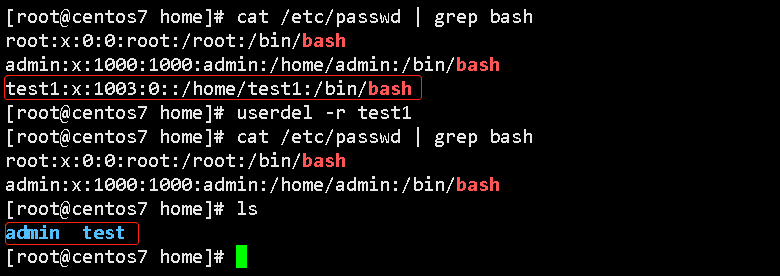 [root@centos7 home]# cat /etc/passwd | grep bash
root:x:0:0:root:/root:/bin/bash
admin:x:1000:1000:admin:/home/admin:/bin/bash
test1:x:1003:0::/home/test1:/bin/bash
[root@centos7 home]# userdel -r test1
[root@centos7 home]# cat /etc/passwd | grep bash
root:x:0:0:root:/root:/bin/bash
admin:x:1000:1000:admin:/home/admin:/bin/bash
[root@centos7 home]# ls
admin  test
[root@centos7 home]#